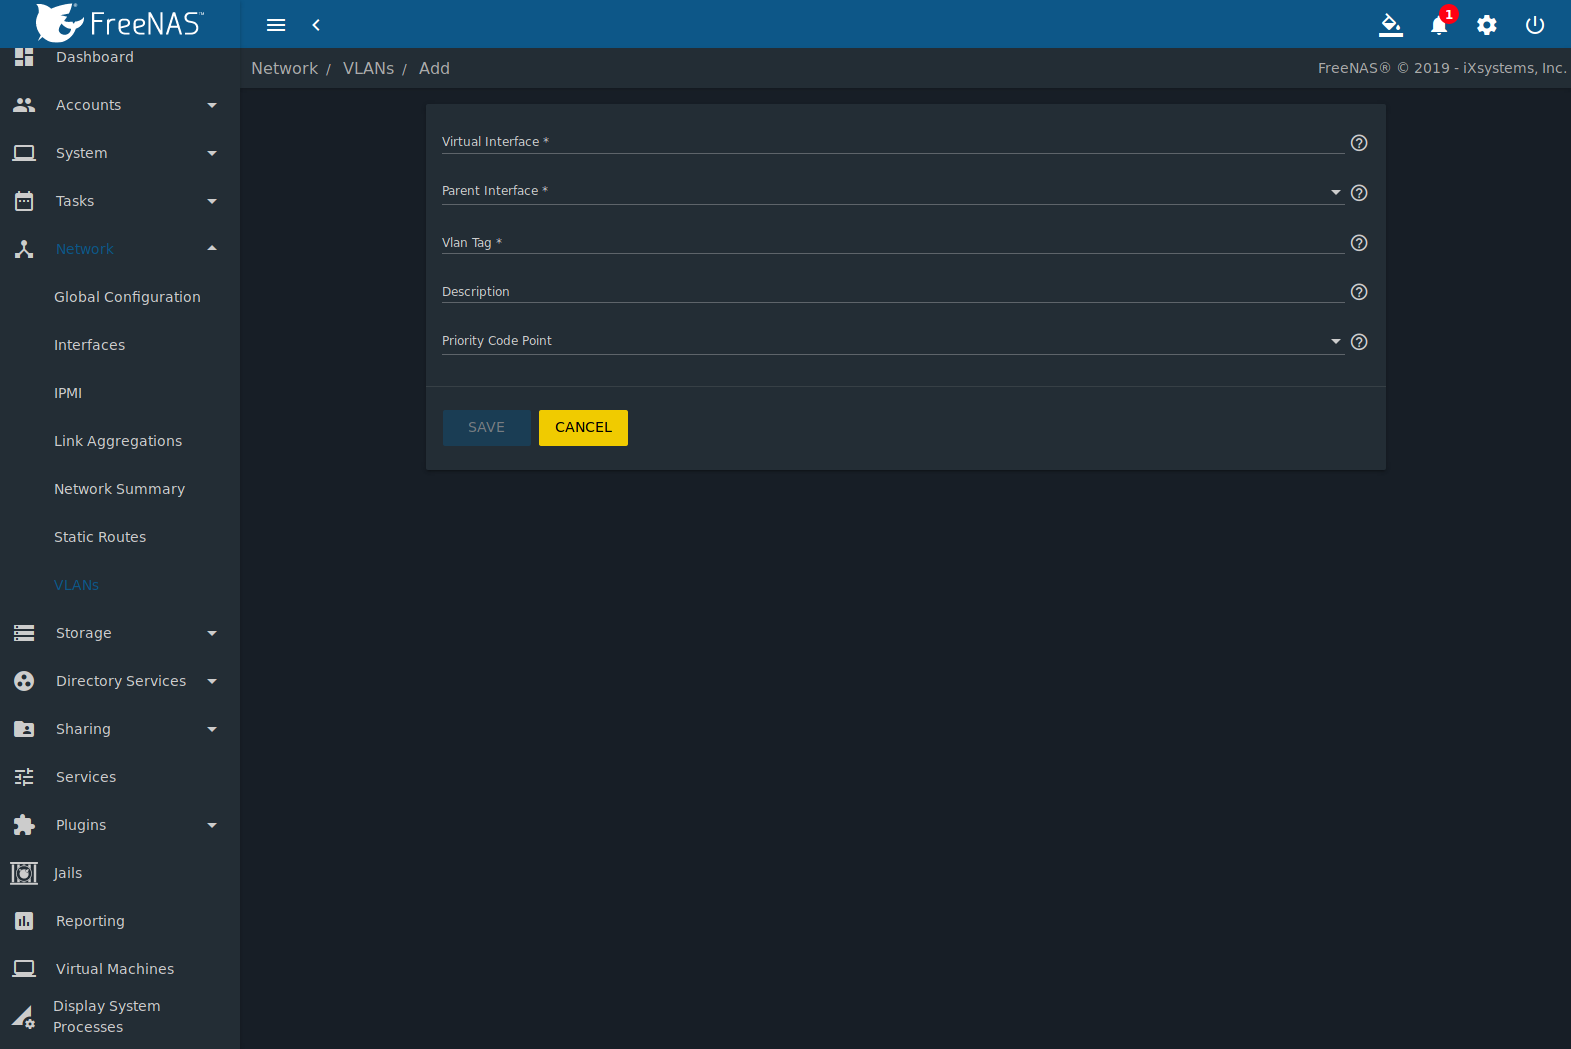 FreeNAS™
1
Dashboard
Accounts
System
Tasks
Network
Global Configuration
Interfaces
IPMI
Link Aggregations
Network Summary
Static Routes
VLANs
Storage
Directory Services
Sharing
Services
Plugins
Jails
Reporting
Virtual Machines
Display System
Processes
Network / VLANs / Add
FreeNAS® © 2019 - iXsystems, Inc.
Virtual Interface *
Parent Interface *
Vlan Tag *
Description
Priority Code Point
SAVE CANCEL